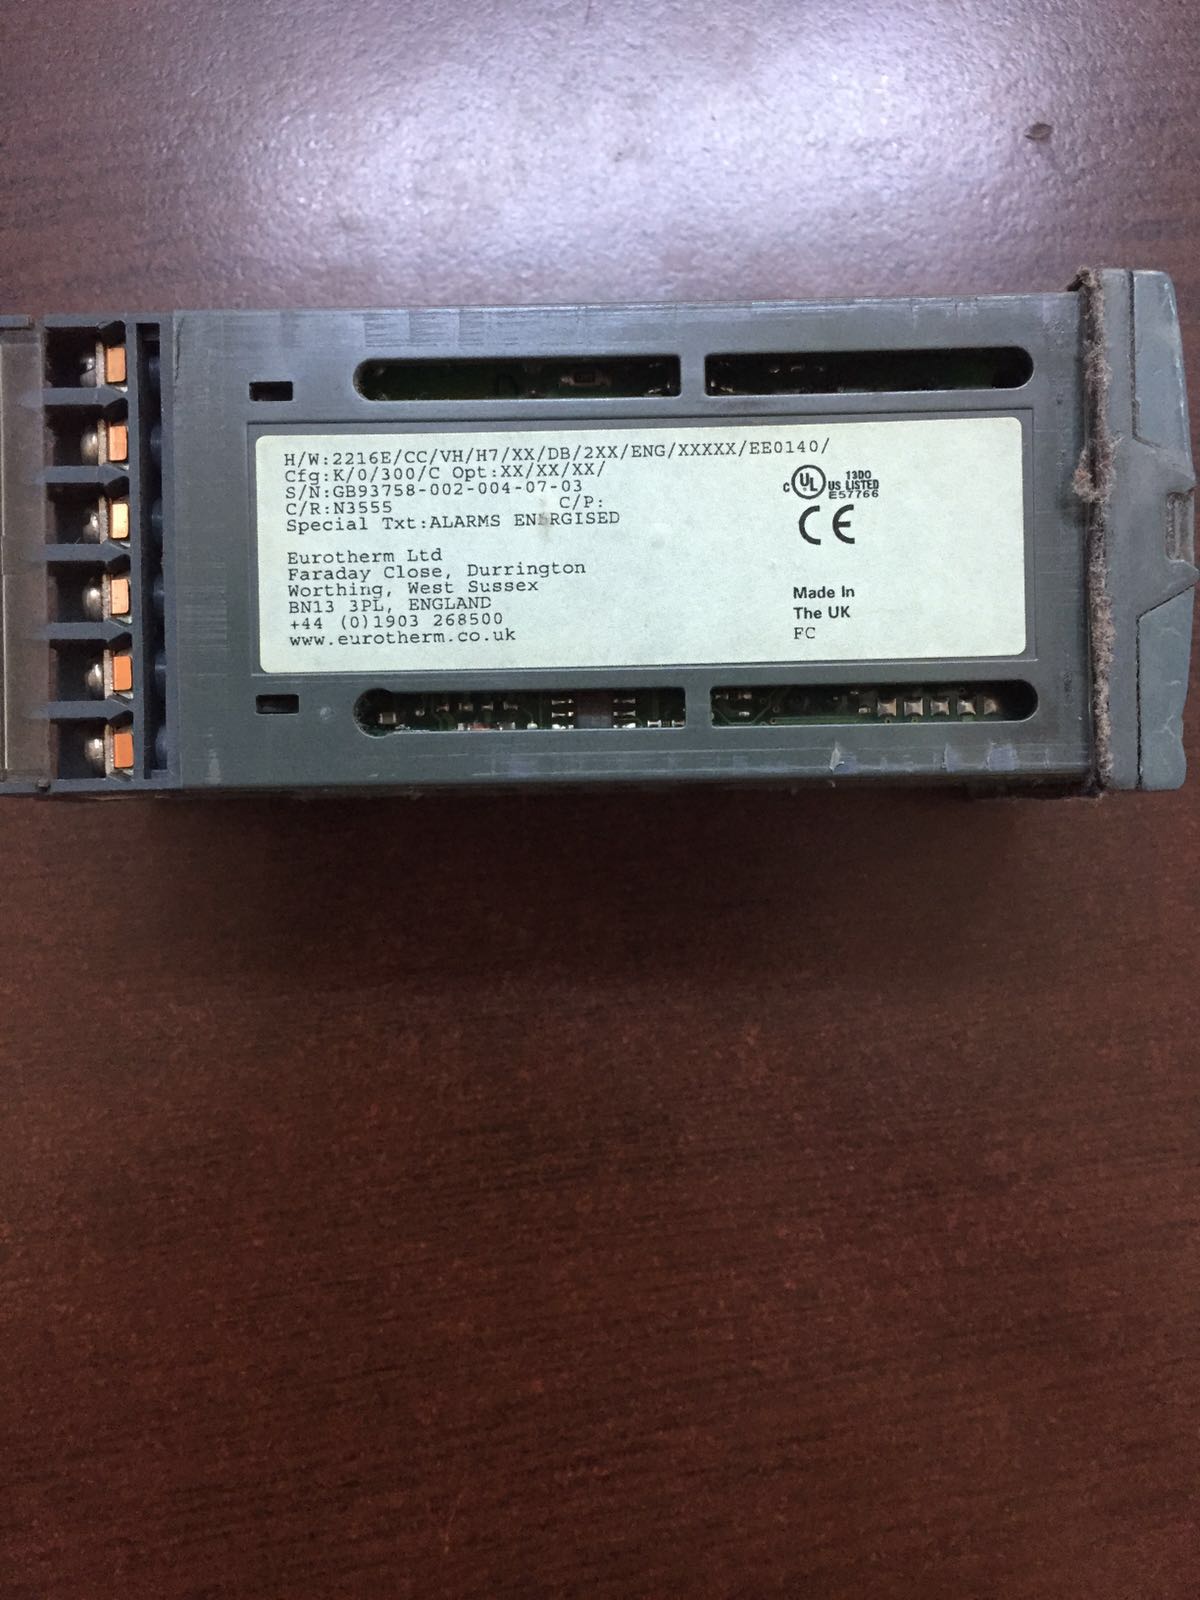 H/W:2216E/CC/VH/H7/XX/DB/2XX/ENG/XXXXX/EE0140/
Cfg:K/0/300/C Opt:XX/XX/XX/
S/N:GB93758-002-004-07-03
C/R:N3555 C/P:
Special Txt:ALARMS ENERGISED
Eurotherm Ltd
Faraday Close, Durrington
Worthing, West Sussex
BN13 3PL, ENGLAND
+44 (0)1903 268500
www.eurotherm.co.uk
13DO
C UL US LISTED
E57766
CE
Made In
The UK
FC